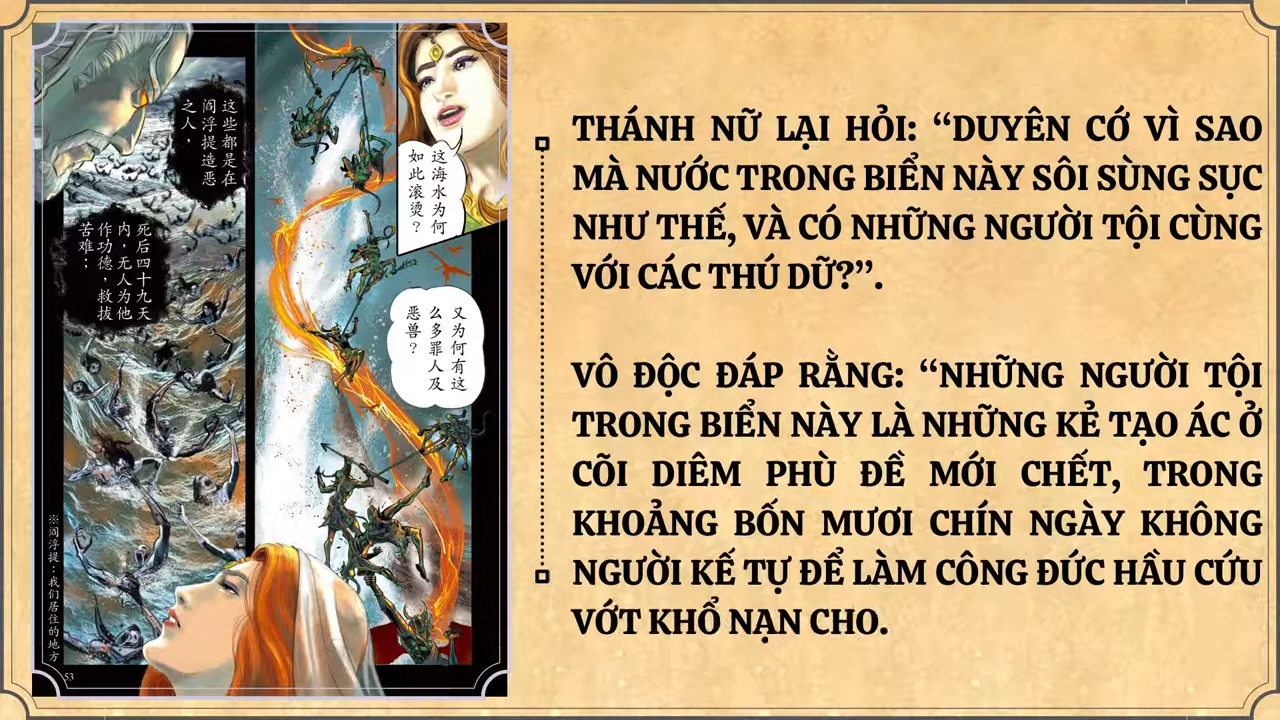 这海水为何
如此滚烫？
又为何有这
么多罪人及
恶兽？
这些都是在
阎浮提造恶
之人，
死后四十九天
内，无人为他
作功德，救拔
苦难；
※阎浮提：我们居住的地方
53
THÁNH NỮ LẠI HỎI: “DUYÊN CỚ VÌ SAO
MÀ NƯỚC TRONG BIỂN NÀY SÔI SÙNG SỤC
NHƯ THẾ, VÀ CÓ NHỮNG NGƯỜI TỘI CÙNG
VỚI CÁC THÚ DỮ?”.
VÔ ĐỘC ĐÁP RẰNG: “NHỮNG NGƯỜI TỘI
TRONG BIỂN NÀY LÀ NHỮNG KẺ TẠO ÁC Ở
CÕI DIÊM PHÙ ĐỀ MỚI CHẾT, TRONG
KHOẢNG BỐN MƯƠI CHÍN NGÀY KHÔNG
NGƯỜI KẾ TỰ ĐỂ LÀM CÔNG ĐỨC HẦU CỨU
VỚT KHỔ NẠN CHO.